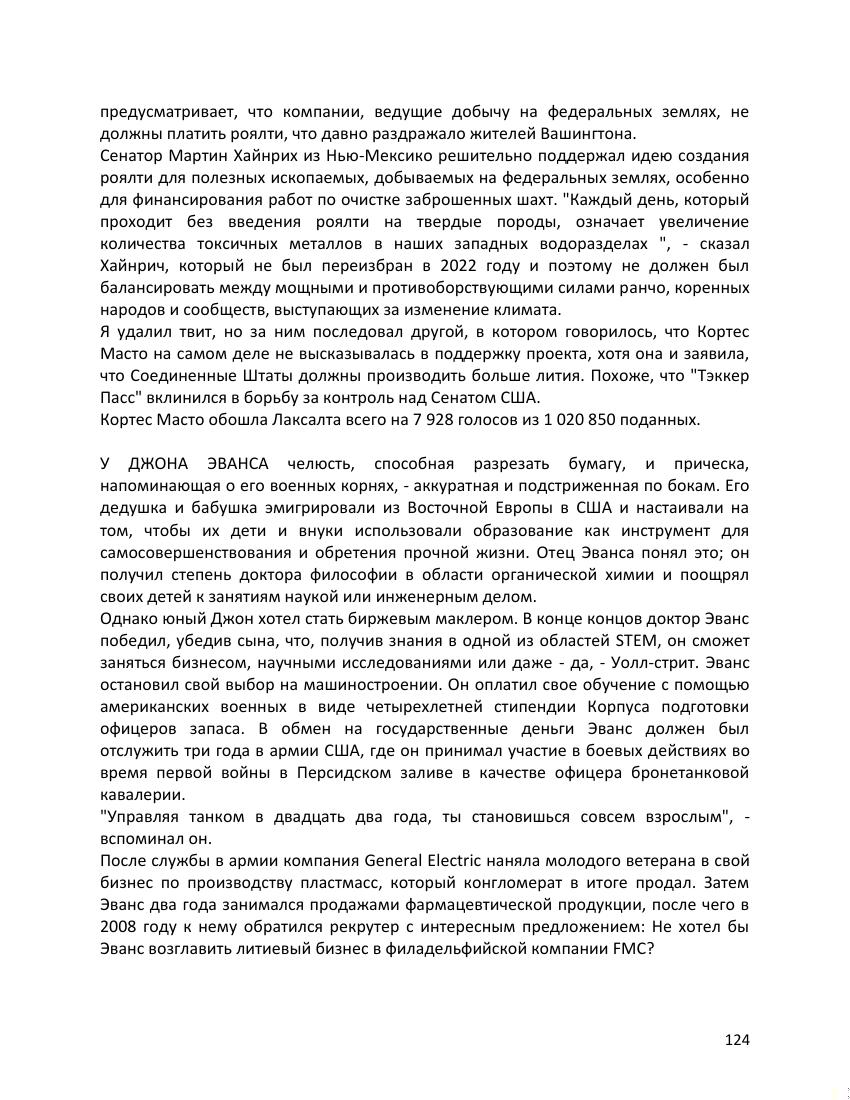 предусматривает, что компании, ведущие добычу на федеральных землях, не
должны платить роялти, что давно раздражало жителей Вашингтона.
Сенатор Мартин Хайнрих из Нью-Мексико решительно поддержал идею создания
роялти для полезных ископаемых, добываемых на федеральных землях, особенно
для финансирования работ по очистке заброшенных шахт. "Каждый день, который
проходит без введения роялти на твердые породы, означает увеличение
количества токсичных металлов в наших западных водоразделах ", - сказал
Хайнрич, который не был переизбран в 2022 году и поэтому не должен был
балансировать между мощными и противоборствующими силами ранчо, коренных
народов и сообществ, выступающих за изменение климата.
Я удалил твит, но за ним последовал другой, в котором говорилось, что Кортес
Масто на самом деле не высказывалась в поддержку проекта, хотя она и заявила,
что Соединенные Штаты должны производить больше лития. Похоже, что "Тэккер
Пасс" вклинился в борьбу за контроль над Сенатом США.
Кортес Масто обошла Лаксалта всего на 7 928 голосов из 1 020 850 поданных.
У ДЖОНА ЭВАНСА челюсть, способная разрезать бумагу, и прическа,
напоминающая о его военных корнях, - аккуратная и подстриженная по бокам. Его
дедушка и бабушка эмигрировали из Восточной Европы в США и настаивали на
том, чтобы их дети и внуки использовали образование как инструмент для
самосовершенствования и обретения прочной жизни. Отец Эванса понял это; он
получил степень доктора философии в области органической химии и поощрял
своих детей к занятиям наукой или инженерным делом.
Однако юный Джон хотел стать биржевым маклером. В конце концов доктор Эванс
победил, убедив сына, что, получив знания в одной из областей STEM, он сможет
заняться бизнесом, научными исследованиями или даже - да, - Уолл-стрит. Эванс
остановил свой выбор на машиностроении. Он оплатил свое обучение с помощью
американских военных в виде четырехлетней стипендии Корпуса подготовки
офицеров запаса. В обмен на государственные деньги Эванс должен был
отслужить три года в армии США, где он принимал участие в боевых действиях во
время первой войны в Персидском заливе в качестве офицера бронетанковой
кавалерии.
"Управляя танком в двадцать два года, ты становишься совсем взрослым", -
вспоминал он.
После службы в армии компания General Electric наняла молодого ветерана в свой
бизнес по производству пластмасс, который конгломерат в итоге продал. Затем
Эванс два года занимался продажами фармацевтической продукции, после чего в
2008 году к нему обратился рекрутер с интересным предложением: Не хотел бы
Эванс возглавить литиевый бизнес в филадельфийской компании FMC?
124